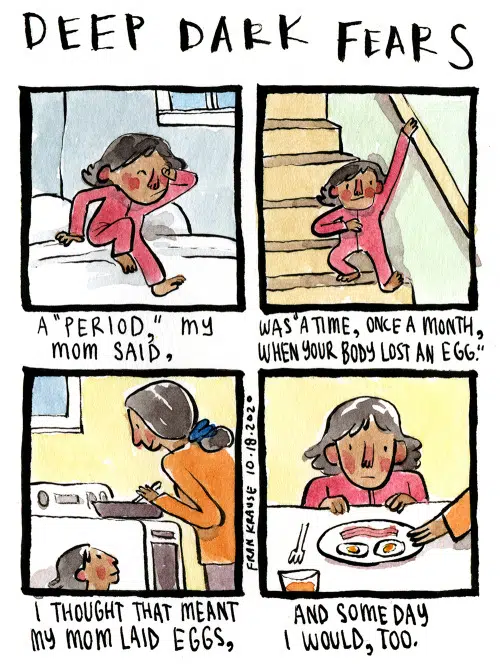 DEEP DARK FEARS
A "PERIOD," MY
MOM SAID,
WAS "A TIME, ONCE A MONTH,
WHEN YOUR BODY LOST AN EGG."
FRAN KRAUSE 10·18·2020
I THOUGHT THAT MEANT
MY MOM LAID EGGS,
AND SOMEDAY
I WOULD, TOO.